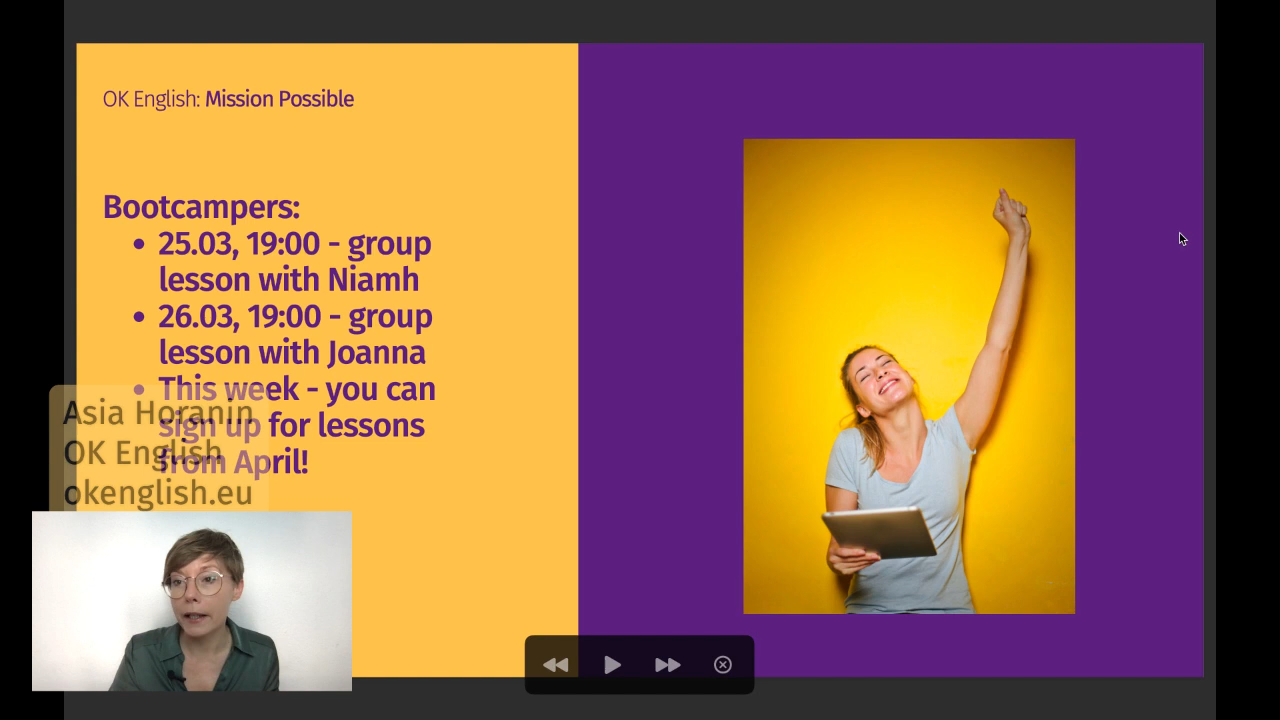 OK English: Mission Possible
Bootcampers:
• 25.03, 19:00 - group
lesson with Niamh
• 26.03, 19:00 - group
lesson with Joanna
• This week - you can
sign up for lessons
from April!
Asia Horanin
OK English
okenglish.eu